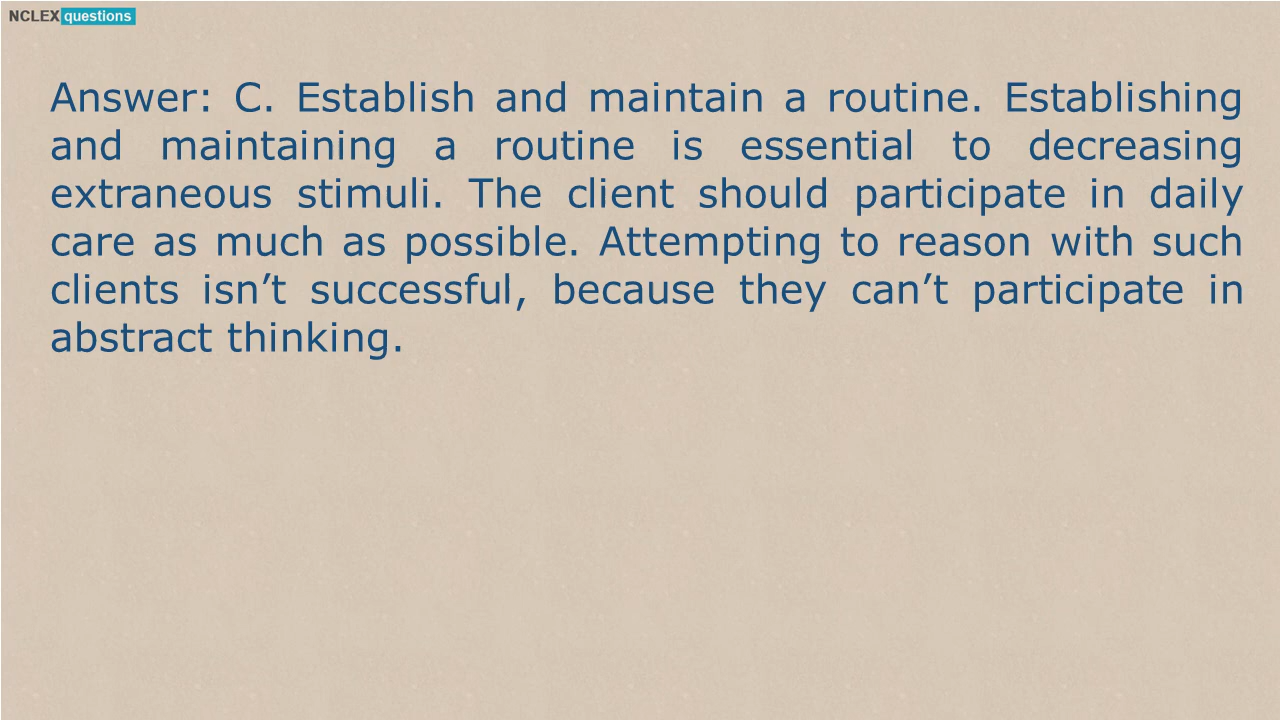 NCLEX questions
Answer: C. Establish and maintain a routine. Establishing
and maintaining a routine is essential to decreasing
extraneous stimuli. The client should participate in daily
care as much as possible. Attempting to reason with such
clients isn’t successful, because they can’t participate in
abstract thinking.